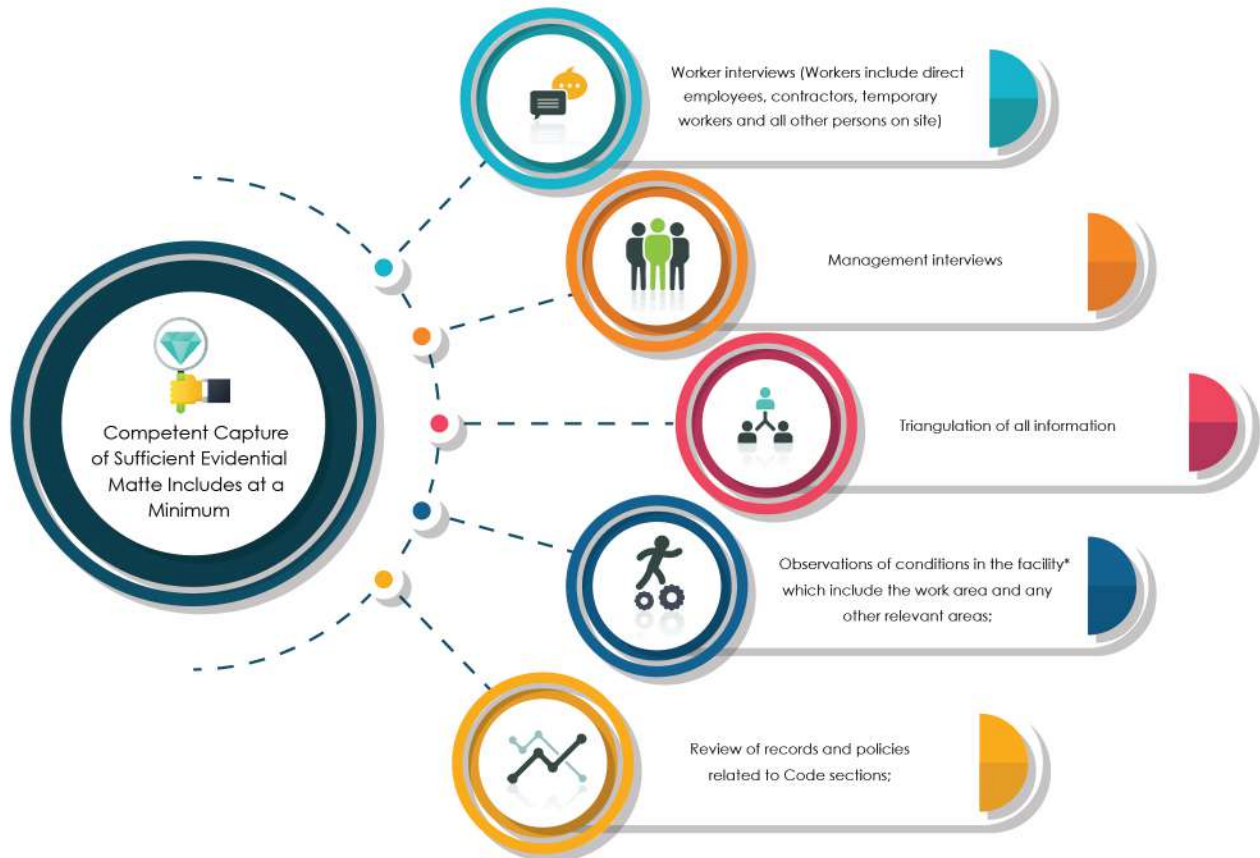 Competent Capture
of Sufficient Evidential
Matte Includes at a
Minimum
Worker interviews (Workers include direct
employees, contractors, temporary
workers and all other persons on site)
Management interviews
Triangulation of all information
Observations of conditions in the facility*
which include the work area and any
other relevant areas;
Review of records and policies
related to Code sections;